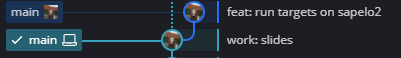 main feat: run targets on sapelo2
main work: slides